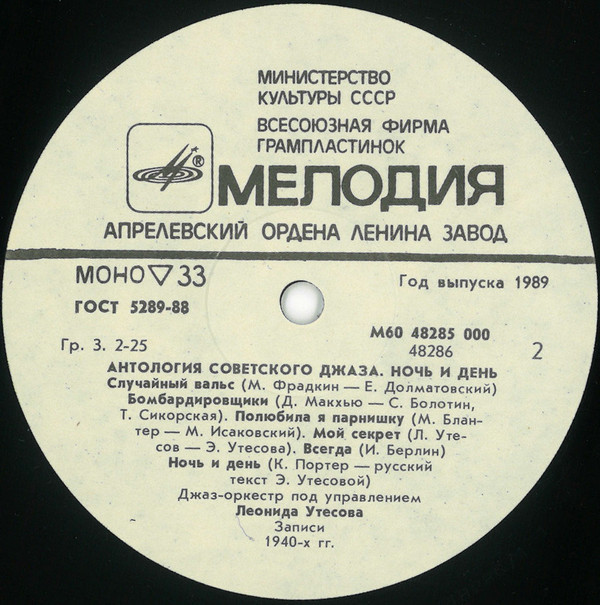 МИНИСТЕРСТВО
КУЛЬТУРЫ СССР
ВСЕСОЮЗНАЯ ФИРМА
ГРАМПЛАСТИНОК
® МЕЛОДИЯ
АПРЕЛЕВСКИЙ ОРДЕНА ЛЕНИНА ЗАВОД
МОНО ▽ 33
Год выпуска 1989
ГОСТ 5289-88
М60 48285 000
Гр. 3. 2-25
48286
2
АНТОЛОГИЯ СОВЕТСКОГО ДЖАЗА. НОЧЬ И ДЕНЬ
Случайный вальс (М. Фрадкин — Е. Долматовский)
Бомбардировщики (Д. Макхью — С. Болотин,
Т. Сикорская). Полюбила я парнишку (М. Блан-
тер — М. Исаковский). Мой секрет (Л. Уте-
сов — Э. Утесова). Всегда (И. Берлин)
Ночь и день (К. Портер — русский
текст Э. Утесовой)
Джаз-оркестр под управлением
Леонида Утесова
Записи
1940-х гг.